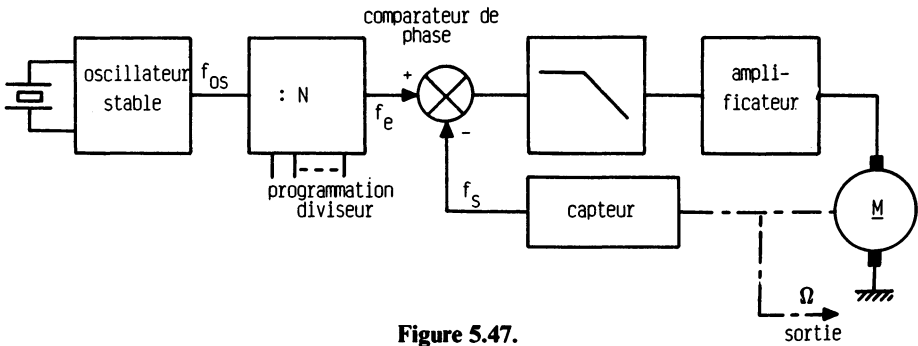 comparateur de
phase
oscillateur
stable
f_os
: N
f_e
+
-
ampli-
ficateur
programmation
diviseur
f_s
capteur
M
Ω
sortie
Figure 5.47.